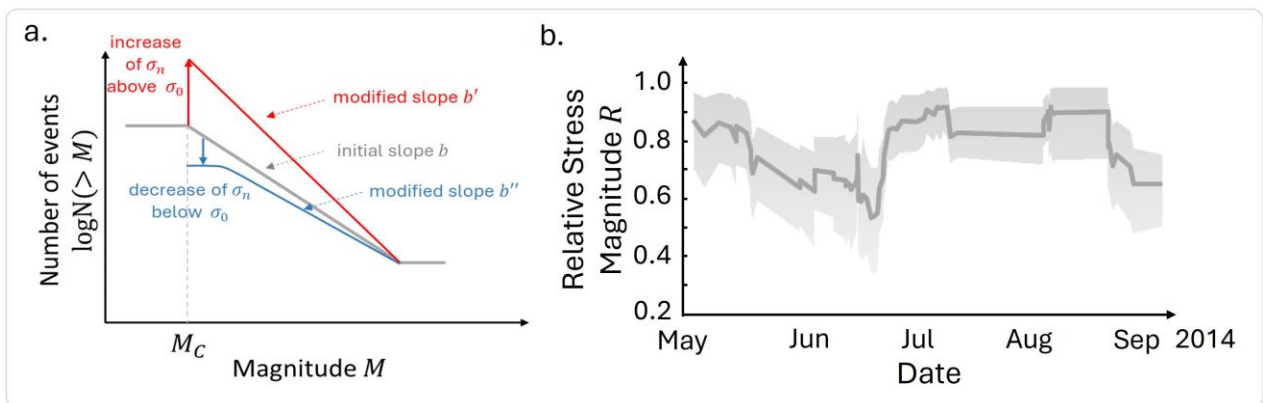 a.
increase
of σₙ
above σ₀
modified slope b′
initial slope b
decrease of σₙ
below σ₀
modified slope b′′
Number of events
logN(> M)
M_C
Magnitude M
b.
Relative Stress
Magnitude R
1.0
0.8
0.6
0.4
0.2
May
Jun
Jul
Aug
Sep
2014
Date